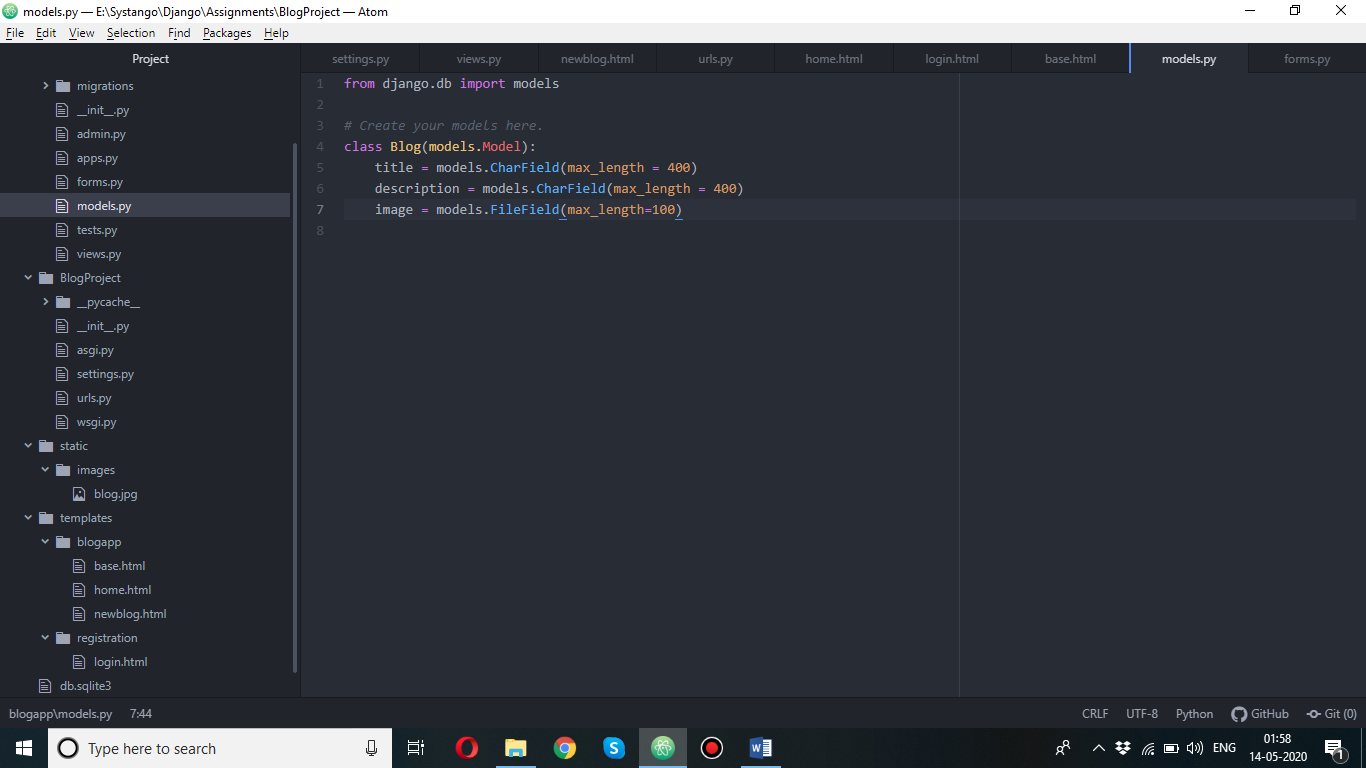 models.py — E:\Systango\Django\Assignments\BlogProject — Atom
File Edit View Selection Find Packages Help
Project
settings.py views.py newblog.html urls.py home.html login.html base.html models.py forms.py
migrations
__init__.py
admin.py
apps.py
forms.py
models.py
tests.py
views.py
BlogProject
__pycache__
__init__.py
asgi.py
settings.py
urls.py
wsgi.py
static
images
blog.jpg
templates
blogapp
base.html
home.html
newblog.html
registration
login.html
db.sqlite3
1 from django.db import models
2
3 # Create your models here.
4 class Blog(models.Model):
5     title = models.CharField(max_length = 400)
6     description = models.CharField(max_length = 400)
7     image = models.FileField(max_length=100)
8
blogapp\models.py 7:44 CRLF UTF-8 Python GitHub Git (0)
Type here to search
S W ENG
01:58
14-05-2020
1